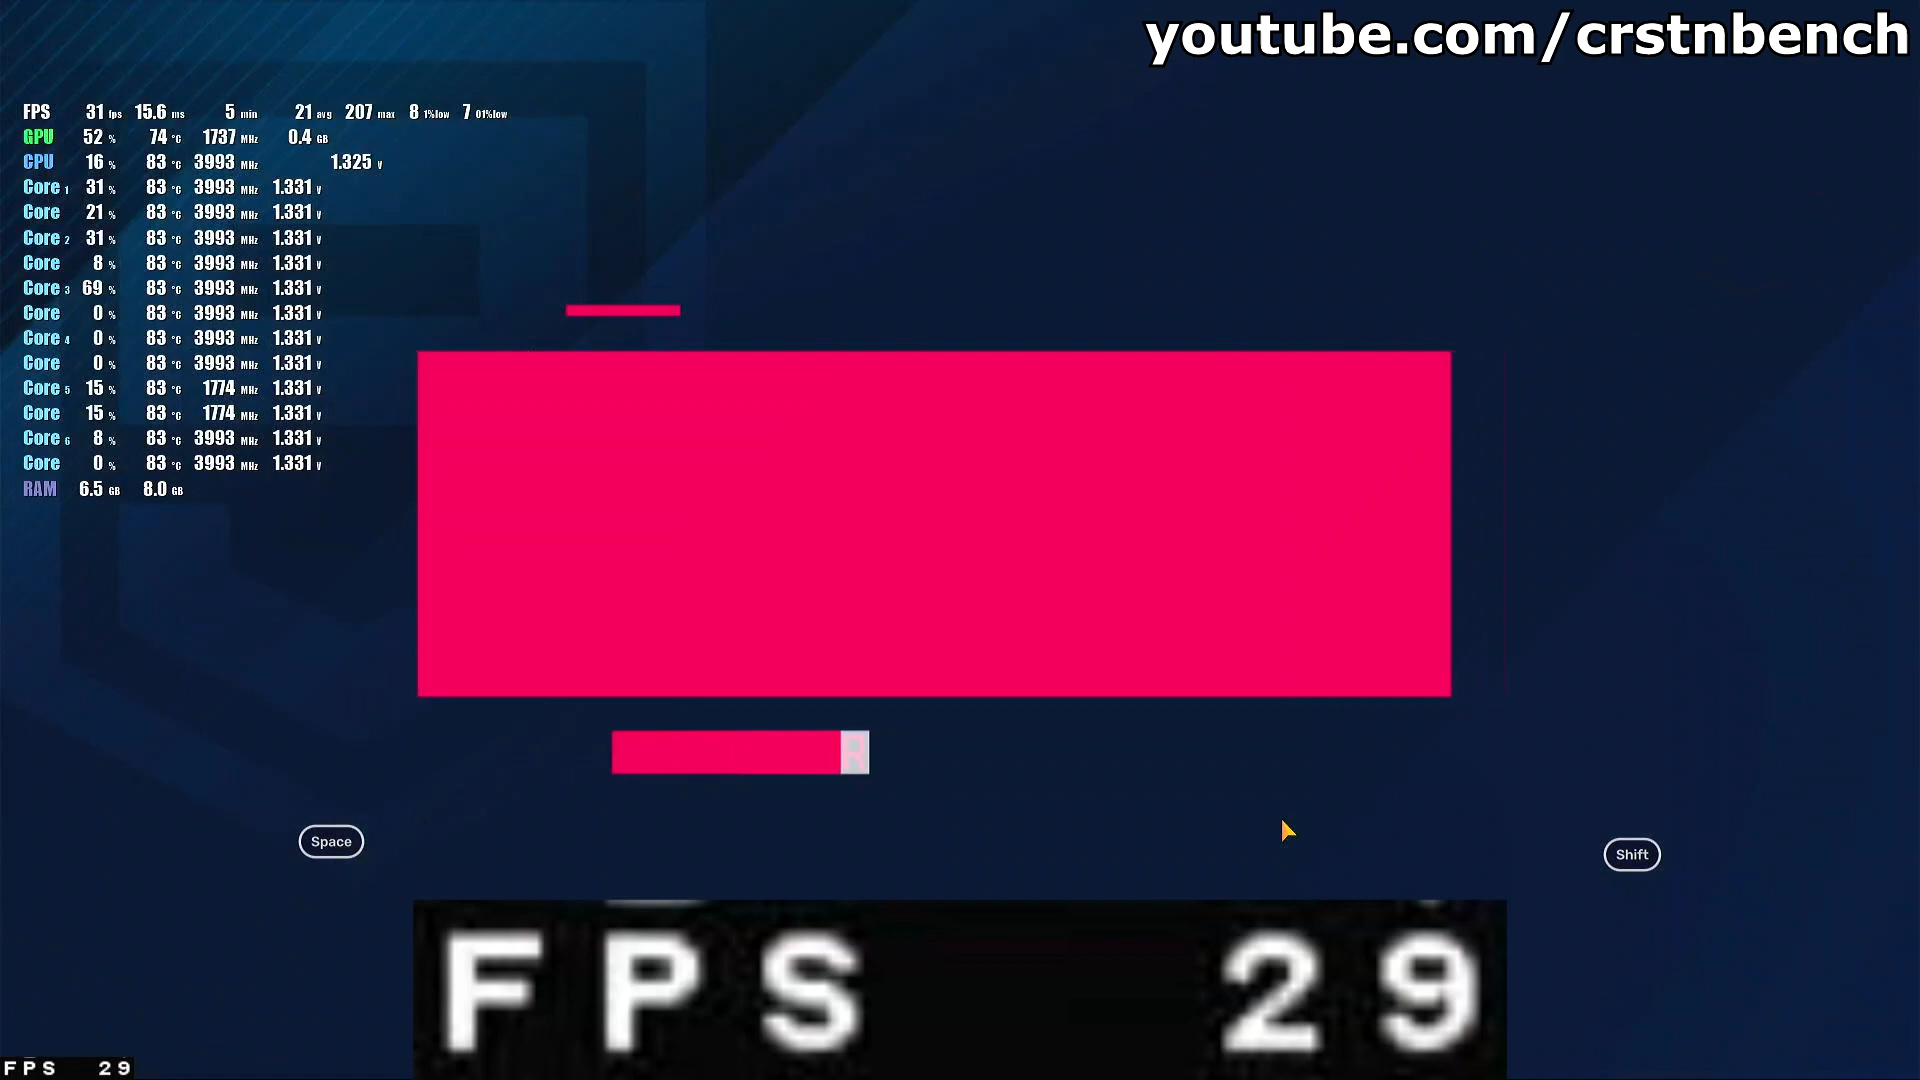 youtube.com/crstnbench
FPS 31 fps 15.6 ms 5 min 21 avg 207 max 8 1%low 7 01%low
GPU 52 % 74 °C 1737 MHz 0.4 GB
CPU 16 % 83 °C 3993 MHz 1.325 V
Core 1 31 % 83 °C 3993 MHz 1.331 V
Core 21 % 83 °C 3993 MHz 1.331 V
Core 2 31 % 83 °C 3993 MHz 1.331 V
Core 8 % 83 °C 3993 MHz 1.331 V
Core 3 69 % 83 °C 3993 MHz 1.331 V
Core 0 % 83 °C 3993 MHz 1.331 V
Core 4 0 % 83 °C 3993 MHz 1.331 V
Core 0 % 83 °C 3993 MHz 1.331 V
Core 5 15 % 83 °C 1774 MHz 1.331 V
Core 15 % 83 °C 1774 MHz 1.331 V
Core 6 8 % 83 °C 3993 MHz 1.331 V
Core 0 % 83 °C 3993 MHz 1.331 V
RAM 6.5 GB 8.0 GB
R
Space
Shift
FPS 29
FPS 29